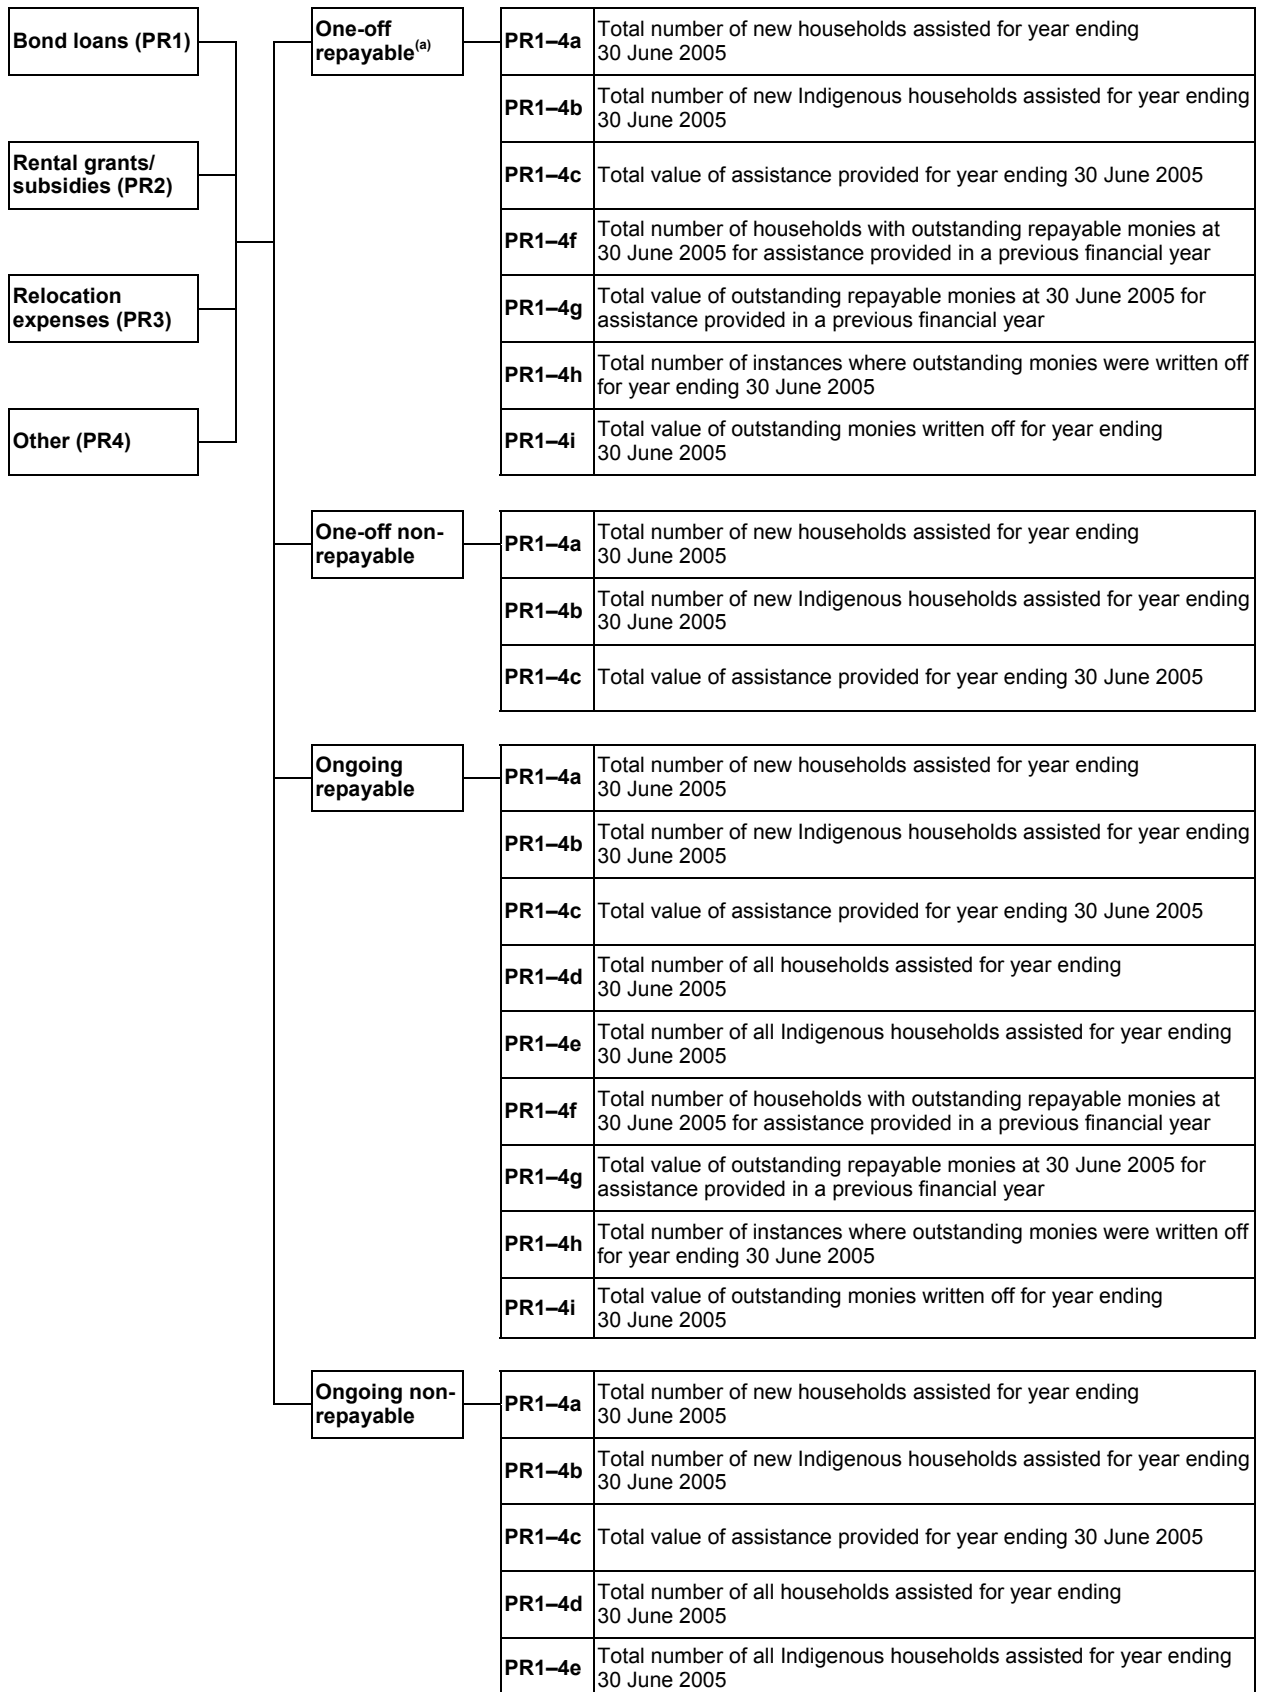 Bond loans (PR1)
Rental grants/
subsidies (PR2)
Relocation
expenses (PR3)
Other (PR4)
One-off
repayable(a)
PR1–4a
Total number of new households assisted for year ending
30 June 2005
PR1–4b
Total number of new Indigenous households assisted for year ending
30 June 2005
PR1–4c
Total value of assistance provided for year ending 30 June 2005
PR1–4f
Total number of households with outstanding repayable monies at
30 June 2005 for assistance provided in a previous financial year
PR1–4g
Total value of outstanding repayable monies at 30 June 2005 for
assistance provided in a previous financial year
PR1–4h
Total number of instances where outstanding monies were written off
for year ending 30 June 2005
PR1–4i
Total value of outstanding monies written off for year ending
30 June 2005
One-off non-
repayable
PR1–4a
Total number of new households assisted for year ending
30 June 2005
PR1–4b
Total number of new Indigenous households assisted for year ending
30 June 2005
PR1–4c
Total value of assistance provided for year ending 30 June 2005
Ongoing
repayable
PR1–4a
Total number of new households assisted for year ending
30 June 2005
PR1–4b
Total number of new Indigenous households assisted for year ending
30 June 2005
PR1–4c
Total value of assistance provided for year ending 30 June 2005
PR1–4d
Total number of all households assisted for year ending
30 June 2005
PR1–4e
Total number of all Indigenous households assisted for year ending
30 June 2005
PR1–4f
Total number of households with outstanding repayable monies at
30 June 2005 for assistance provided in a previous financial year
PR1–4g
Total value of outstanding repayable monies at 30 June 2005 for
assistance provided in a previous financial year
PR1–4h
Total number of instances where outstanding monies were written off
for year ending 30 June 2005
PR1–4i
Total value of outstanding monies written off for year ending
30 June 2005
Ongoing non-
repayable
PR1–4a
Total number of new households assisted for year ending
30 June 2005
PR1–4b
Total number of new Indigenous households assisted for year ending
30 June 2005
PR1–4c
Total value of assistance provided for year ending 30 June 2005
PR1–4d
Total number of all households assisted for year ending
30 June 2005
PR1–4e
Total number of all Indigenous households assisted for year ending
30 June 2005